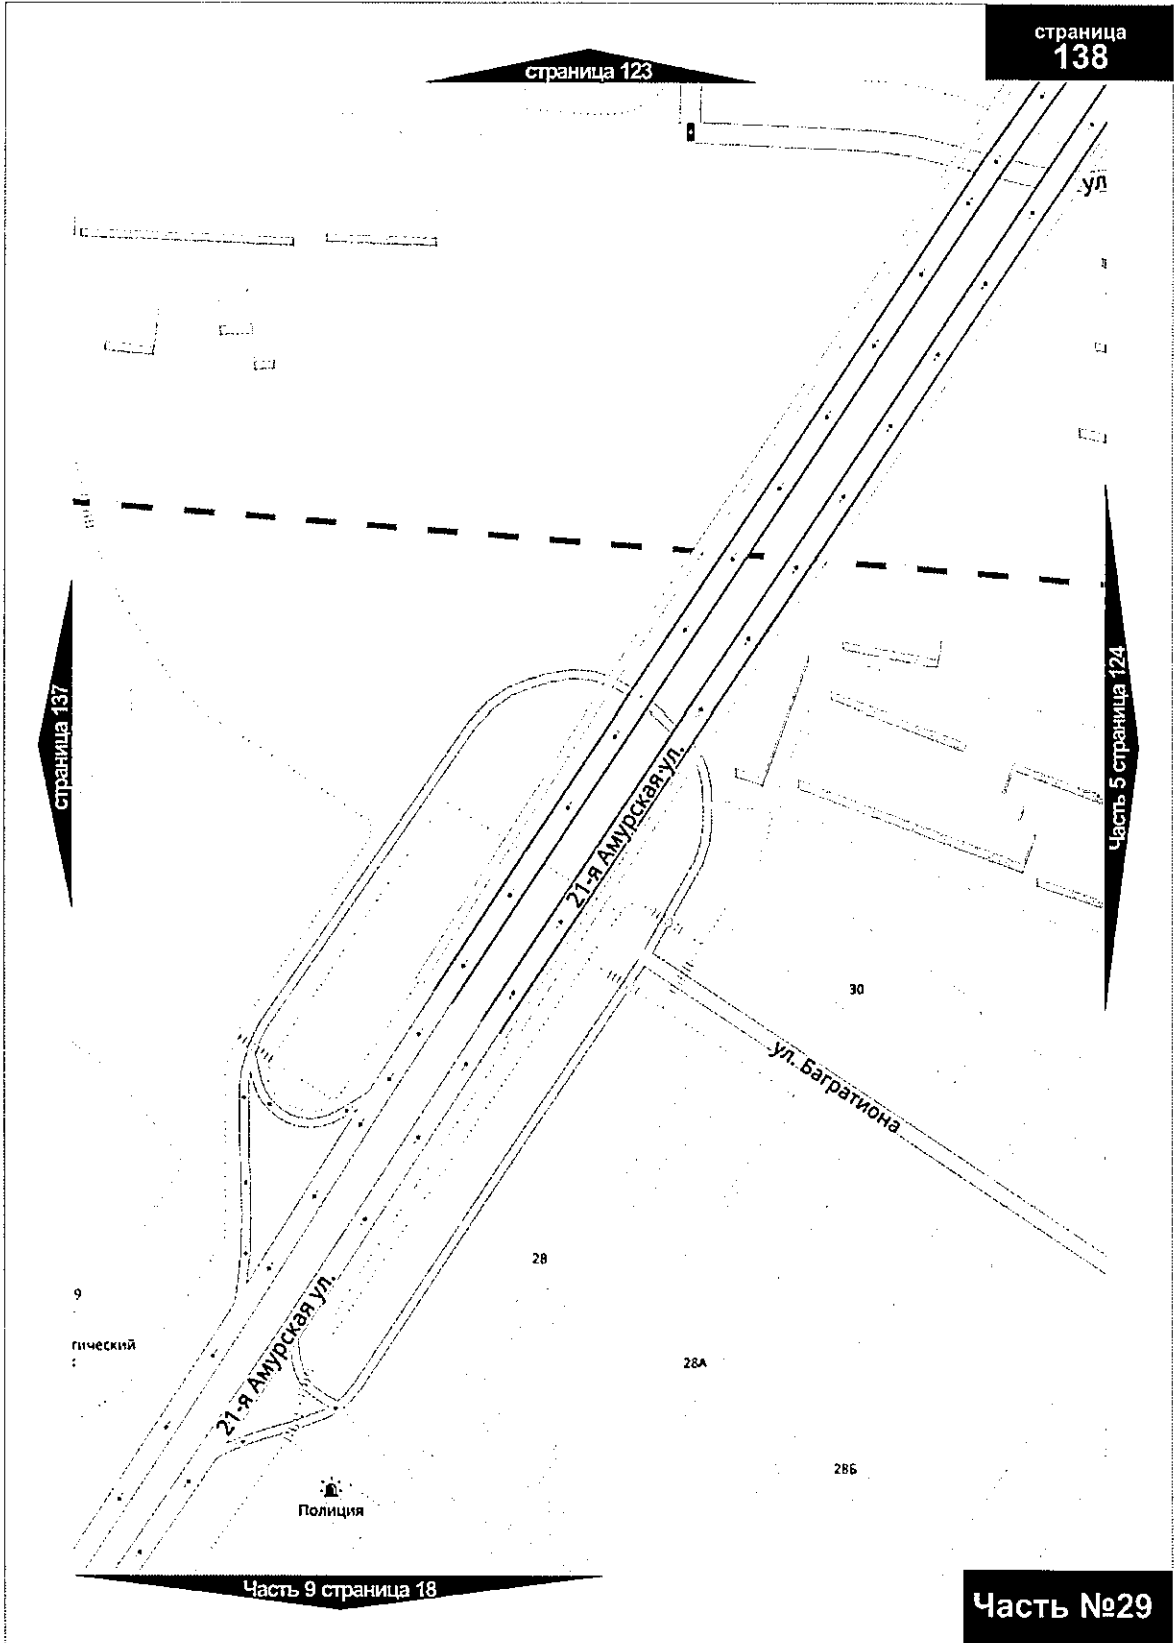 страница
138
страница 123
ул
страница 137
Часть 5 страница 124
21-я Амурская ул.
30
ул. Багратиона
28
9
гический
28А
21-я Амурская ул.
28Б
Полиция
Часть 9 страница 18
Часть №29